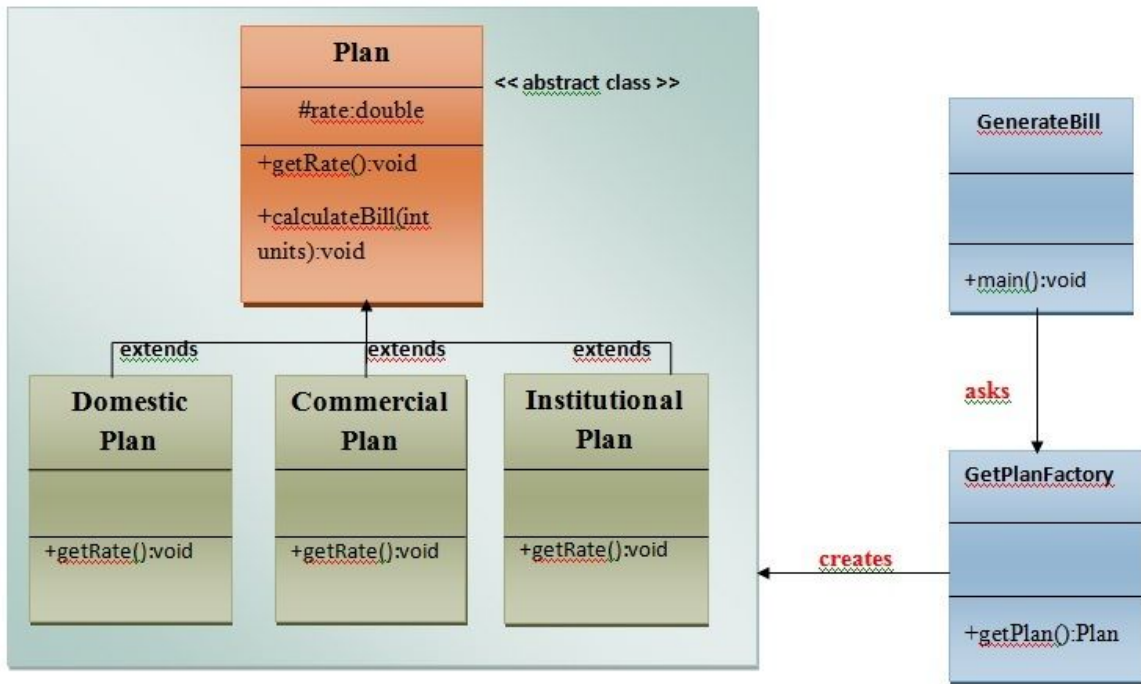 Plan
<< abstract class >>
#rate:double
+getRate():void
+calculateBill(int
units):void
extends
extends
extends
Domestic
Plan
+getRate():void
Commercial
Plan
+getRate():void
Institutional
Plan
+getRate():void
GenerateBill
+main():void
asks
GetPlanFactory
+getPlan():Plan
creates